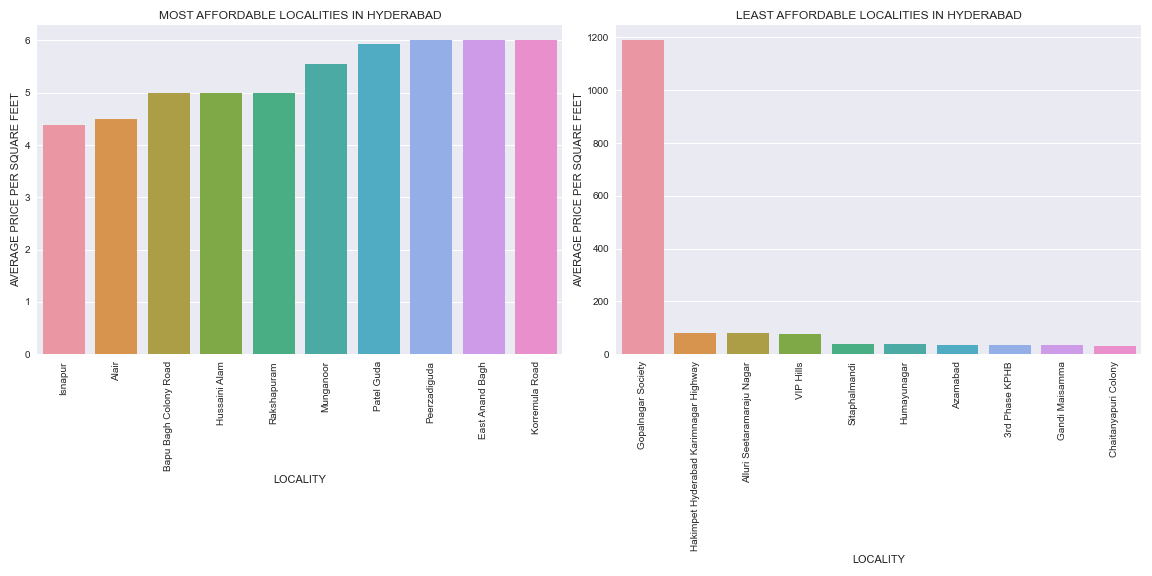 MOST AFFORDABLE LOCALITIES IN HYDERABAD
AVERAGE PRICE PER SQUARE FEET
6
5
4
3
2
1
0
Isnapur
Alair
Bapu Bagh Colony Road
Hussaini Alam
Rakshapuram
Munganoor
Patel Guda
Peerzadiguda
East Anand Bagh
Korremula Road
LOCALITY
LEAST AFFORDABLE LOCALITIES IN HYDERABAD
AVERAGE PRICE PER SQUARE FEET
1200
1000
800
600
400
200
0
Gopalnagar Society
Hakimpet Hyderabad Karimnagar Highway
Alluri Seetaramaraju Nagar
VIP Hills
Sitaphalmandi
Humayunagar
Azamabad
3rd Phase KPHB
Gandi Maisamma
Chaitanyapuri Colony
LOCALITY